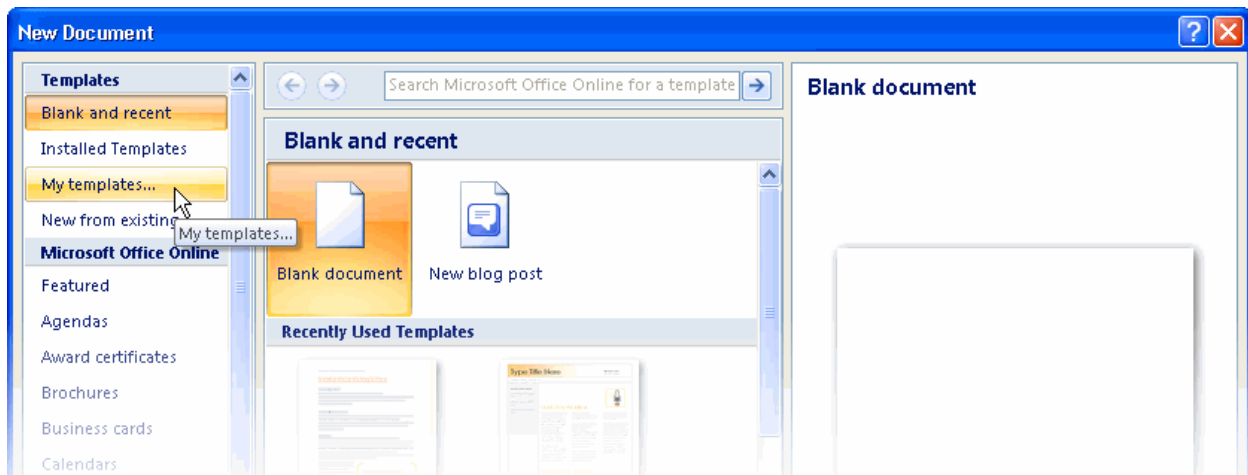 New Document
Templates
Blank and recent
Installed Templates
My templates...
New from existing
My templates...
Microsoft Office Online
Featured
Agendas
Award certificates
Brochures
Business cards
Calendars
Search Microsoft Office Online for a template
Blank and recent
Blank document
New blog post
Recently Used Templates
Type Title Here
Blank document